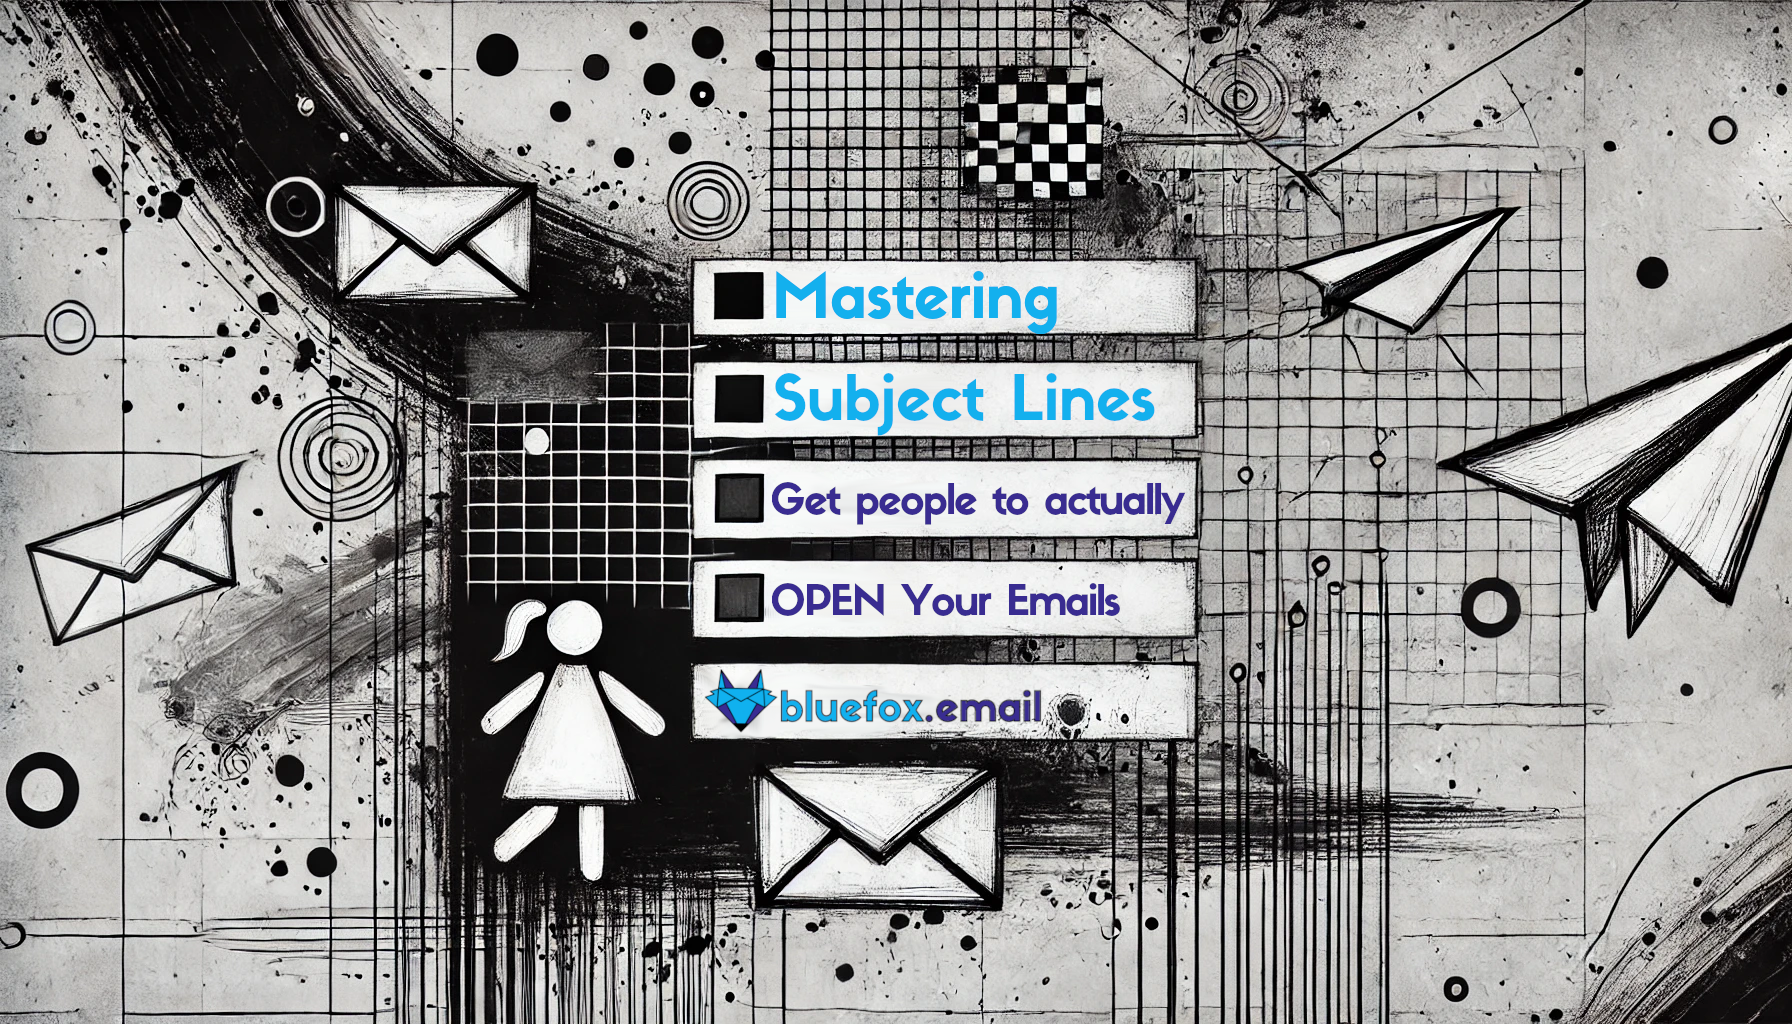 Mastering
Subject Lines
Get people to actually
OPEN Your Emails
bluefox.email